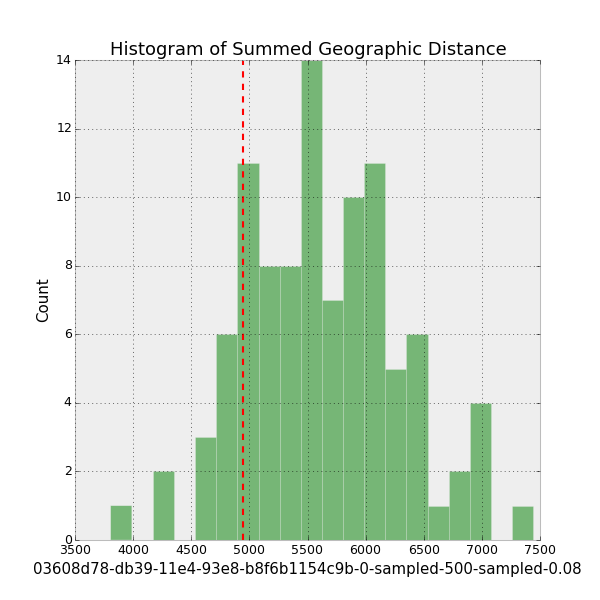 Histogram of Summed Geographic Distance
14
12
10
8
6
4
2
0
Count
3500 4000 4500 5000 5500 6000 6500 7000 7500
03608d78-db39-11e4-93e8-b8f6b1154c9b-0-sampled-500-sampled-0.08